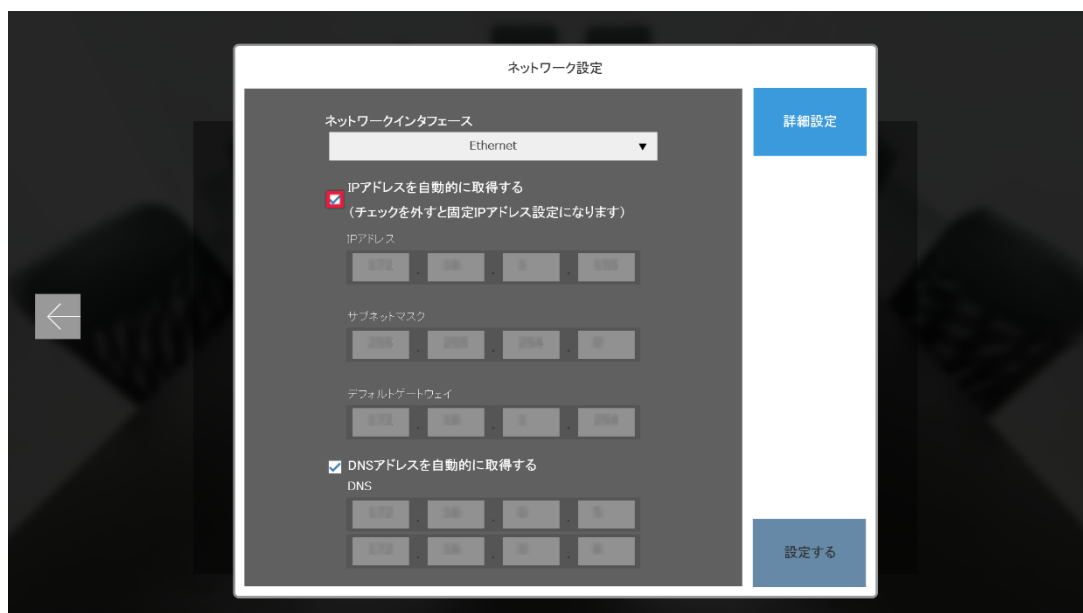 ネットワーク設定
詳細設定
ネットワークインタフェース
Ethernet
IPアドレスを自動的に取得する
（チェックを外すと固定IPアドレス設定になります）
IPアドレス
サブネットマスク
デフォルトゲートウェイ
DNSアドレスを自動的に取得する
DNS
設定する